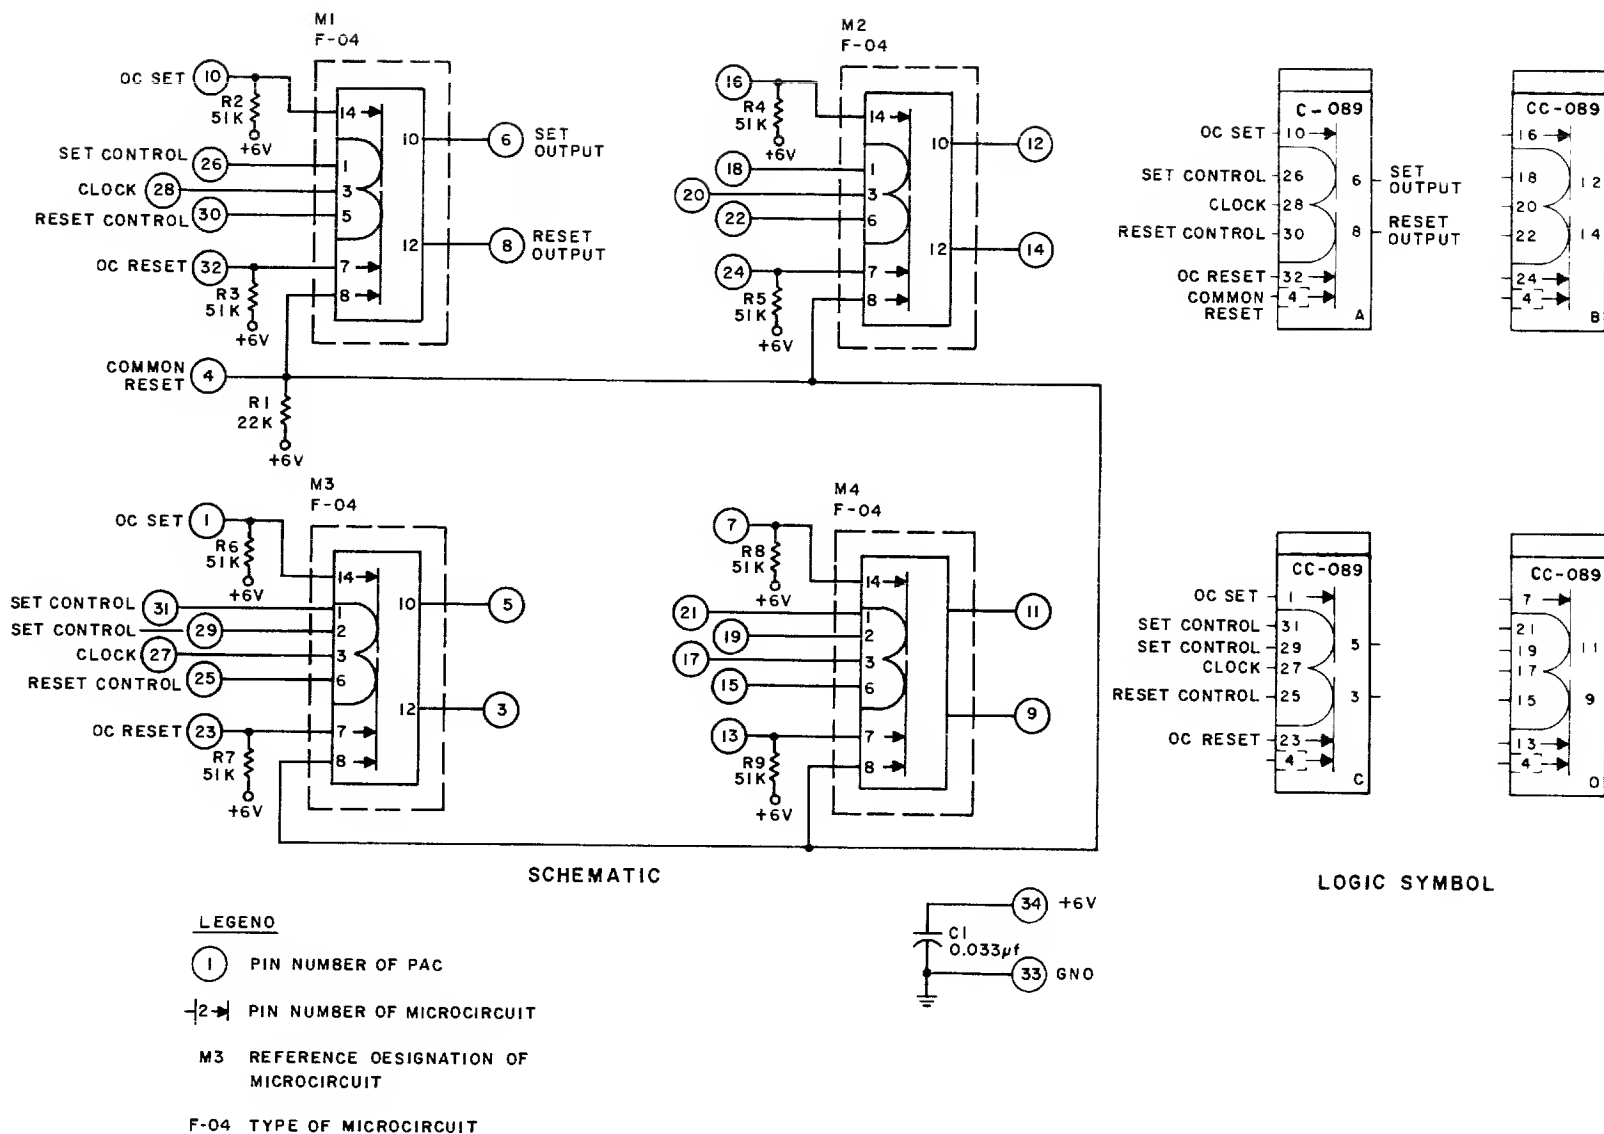 M1
F-04
OC SET 10
R2
51K
+6V
14
10
6 SET
OUTPUT
SET CONTROL 26
1
CLOCK 28
3
RESET CONTROL 30
5
12
8 RESET
OUTPUT
OC RESET 32
7
R3
51K
+6V
8
COMMON
RESET 4
R1
22K
+6V
M2
F-04
16
R4
51K
+6V
14
10
12
18
1
20
3
22
6
12
14
24
7
R5
51K
+6V
8
M3
F-04
OC SET 1
R6
51K
+6V
14
10
5
SET CONTROL 31
1
SET CONTROL 29
2
CLOCK 27
3
RESET CONTROL 25
6
12
3
OC RESET 23
7
R7
51K
+6V
8
M4
F-04
7
R8
51K
+6V
14
11
21
1
19
2
17
3
15
6
9
13
7
R9
51K
+6V
8
SCHEMATIC
C-089
OC SET 10
SET CONTROL 26
6 SET
OUTPUT
CLOCK 28
RESET CONTROL 30
8 RESET
OUTPUT
OC RESET 32
COMMON
RESET 4
A
CC-089
16
18
12
20
22
14
24
4
B
CC-089
OC SET 1
SET CONTROL 31
SET CONTROL 29
5
CLOCK 27
RESET CONTROL 25
3
OC RESET 23
4
C
CC-089
7
21
19
11
17
15
9
13
4
D
LOGIC SYMBOL
34 +6V
C1
0.033µf
33 GNO
LEGENO
1 PIN NUMBER OF PAC
2 PIN NUMBER OF MICROCIRCUIT
M3 REFERENCE OESIGNATION OF
MICROCIRCUIT
F-04 TYPE OF MICROCIRCUIT